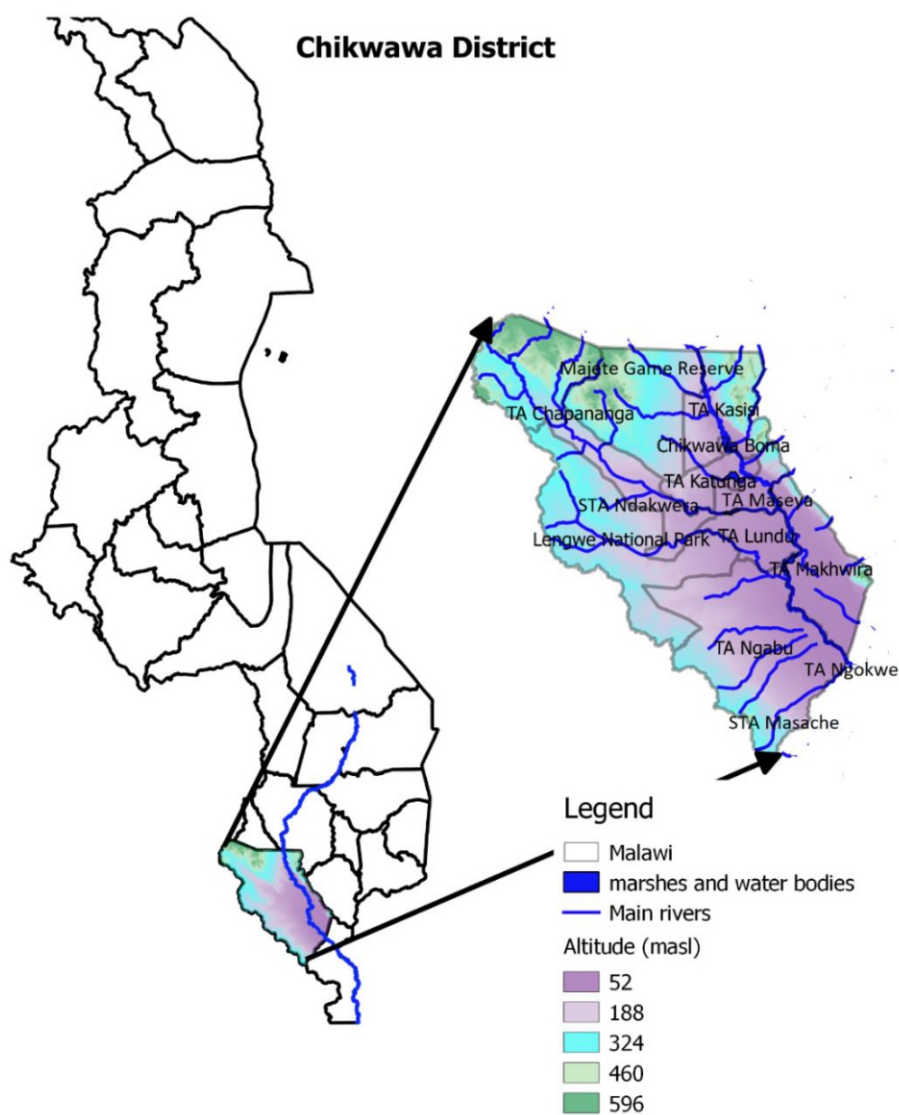 Chikwawa District
Majete Game Reserve
TA Chapananga
TA Kasisi
Chikwawa Boma
TA Katunga
STA Ndakwera
TA Maseya
Lengwe National Park
TA Lundu
TA Makhwira
TA Ngabu
TA Ngokwe
STA Masache
Legend
Malawi
marshes and water bodies
Main rivers
Altitude (masl)
52
188
324
460
596